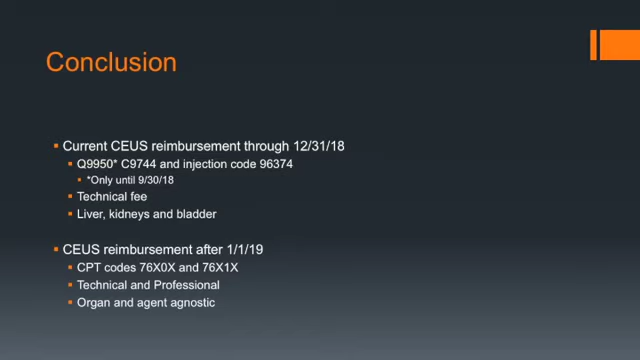 Conclusion
Current CEUS reimbursement through 12/31/18
Q9950* C9744 and injection code 96374
*Only until 9/30/18
Technical fee
Liver, kidneys and bladder
CEUS reimbursement after 1/1/19
CPT codes 76X0X and 76X1X
Technical and Professional
Organ and agent agnostic